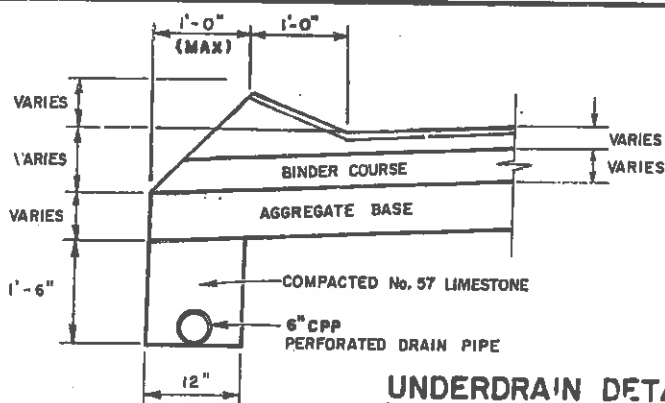 1'-0"
(MAX)
1'-0"
VARIES
VARIES
VARIES
VARIES
VARIES
BINDER COURSE
AGGREGATE BASE
1'-6"
COMPACTED No. 57 LIMESTONE
6" CPP
PERFORATED DRAIN PIPE
12"
UNDERDRAIN